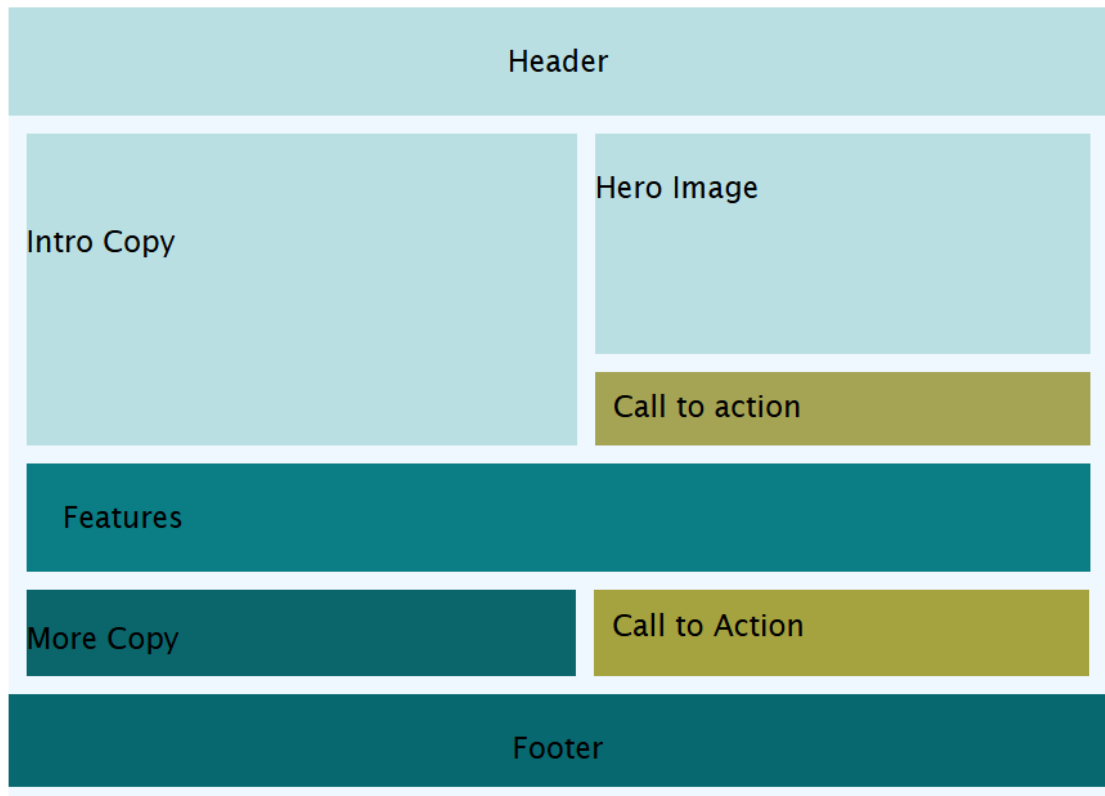 Header
Intro Copy
Hero Image
Call to action
Features
More Copy
Call to Action
Footer